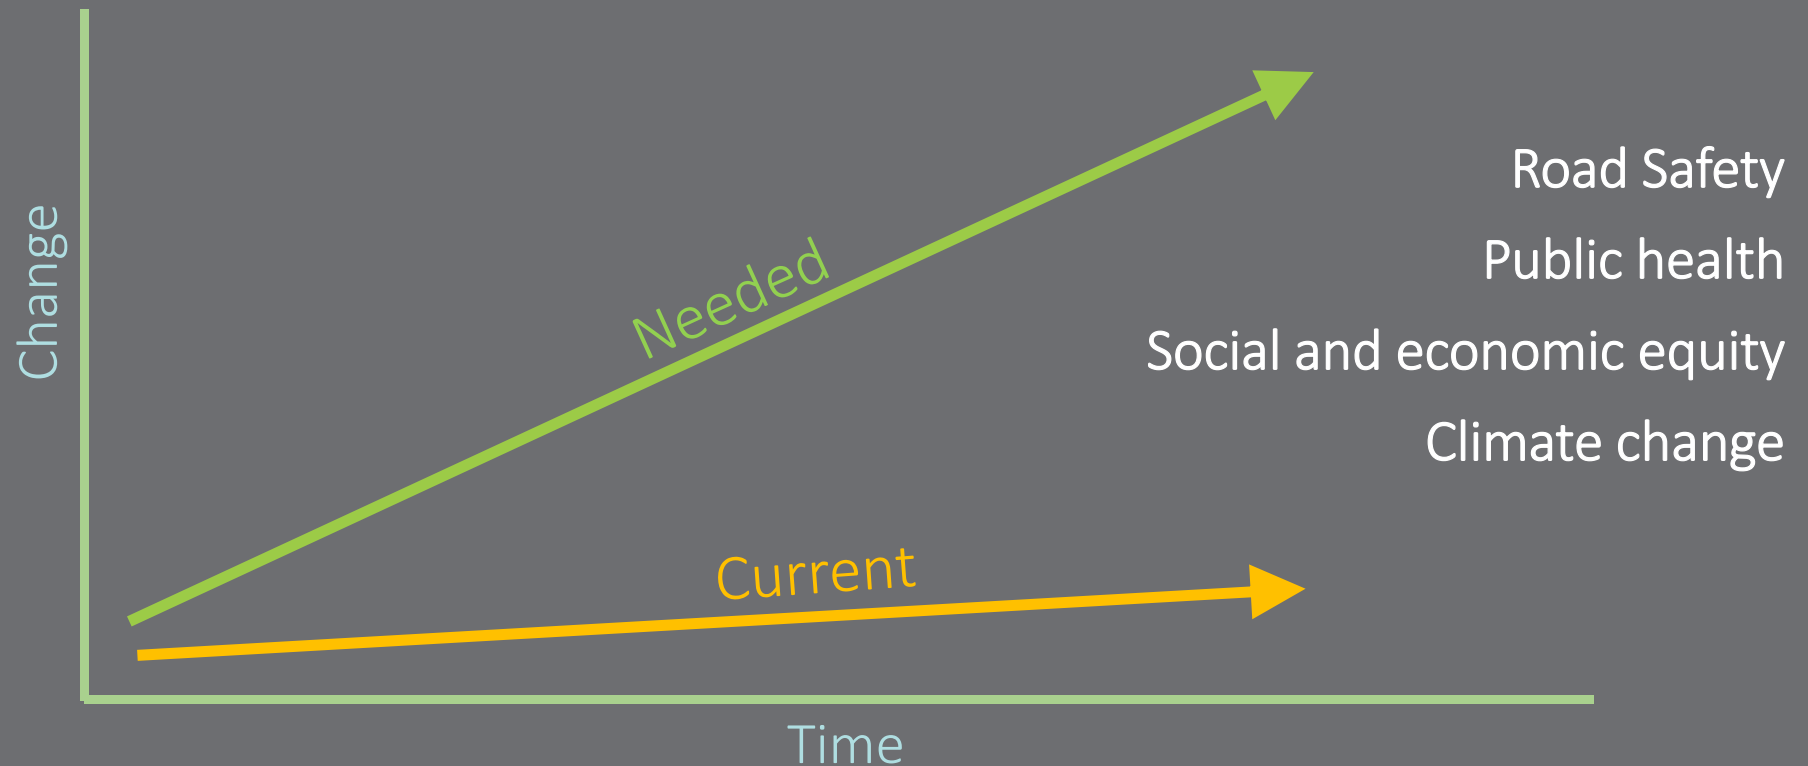 Change
Needed
Current
Time
Road Safety
Public health
Social and economic equity
Climate change